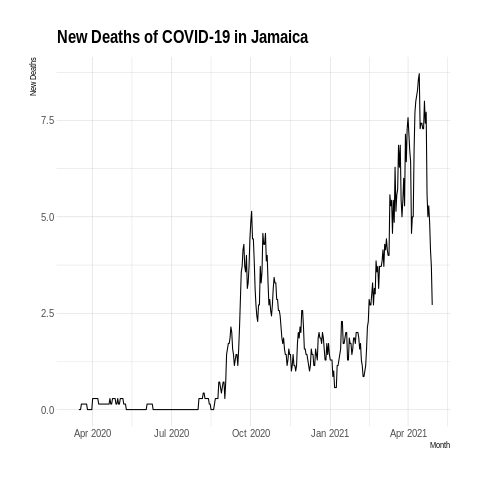 New Deaths of COVID-19 in Jamaica
New Deaths
7.5
5.0
2.5
0.0
Apr 2020 Jul 2020 Oct 2020 Jan 2021 Apr 2021
Month